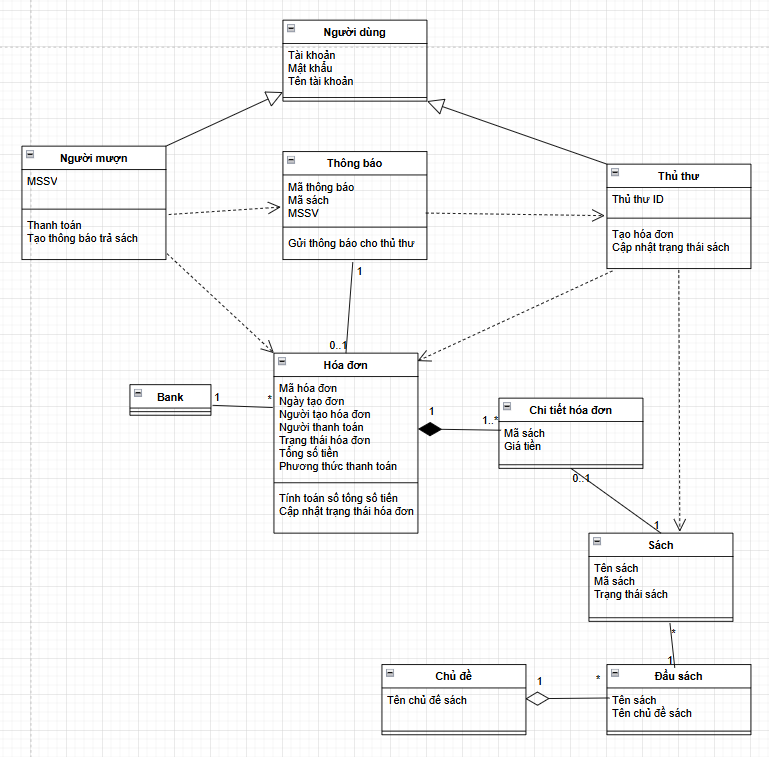 Người dùng
Tài khoản
Mật khẩu
Tên tài khoản
Người mượn
MSSV
Thanh toán
Tạo thông báo trả sách
Thông báo
Mã thông báo
Mã sách
MSSV
Gửi thông báo cho thủ thư
Thủ thư
Thủ thư ID
Tạo hóa đơn
Cập nhật trạng thái sách
1
0..1
Hóa đơn
Mã hóa đơn
Ngày tạo đơn
Người tạo hóa đơn
Người thanh toán
Trạng thái hóa đơn
Tổng số tiền
Phương thức thanh toán
Tính toán số tổng số tiền
Cập nhật trạng thái hóa đơn
Bank
1
*
1
1..*
Chi tiết hóa đơn
Mã sách
Giá tiền
0..1
1
Sách
Tên sách
Mã sách
Trạng thái sách
*
1
Chủ đề
Tên chủ đề sách
1
*
Đầu sách
Tên sách
Tên chủ đề sách